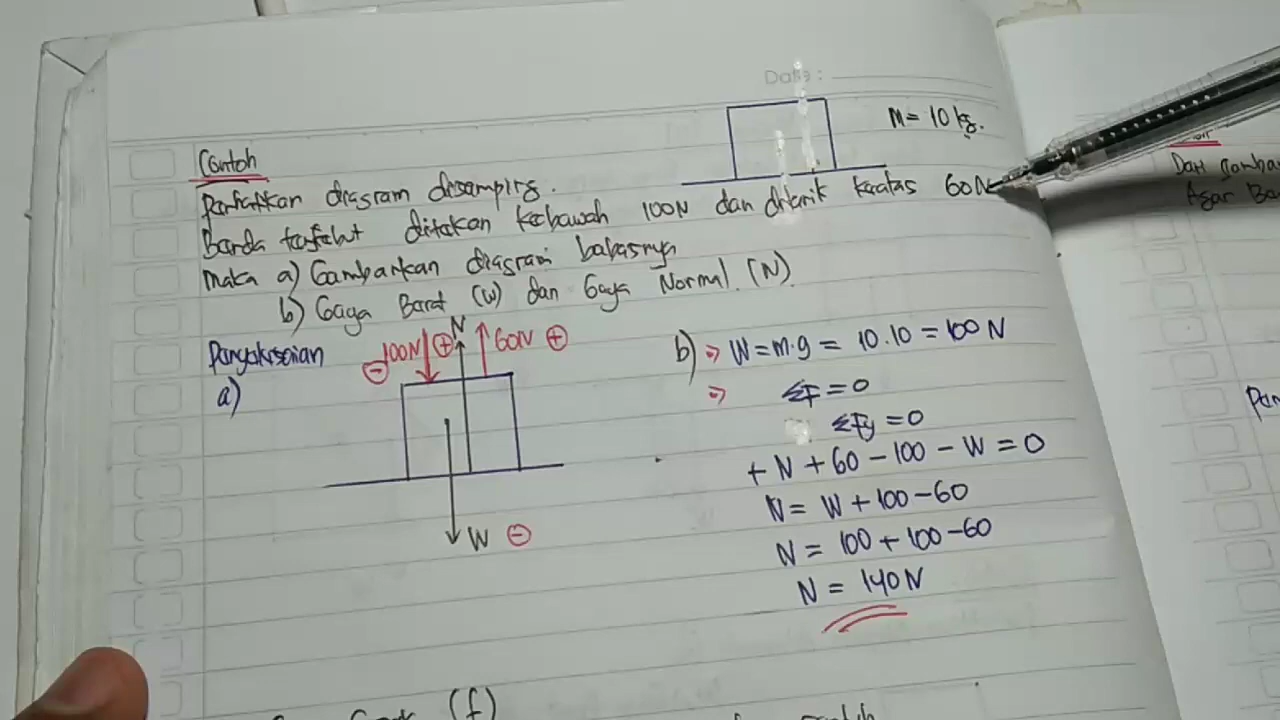 Date :
M = 10 kg.
Contoh
Perhatikan diagram disamping.
Benda tersebut ditekan kebawah 100N dan ditarik keatas 60N
Maka a) Gambarkan diagram bebasnya
b) Gaya Berat (W) dan Gaya Normal (N).
Penyelesaian
a)
⊖ 100N ⊕ N 60N ⊕
W ⊖
b) ⇒ W = m.g = 10.10 = 100 N
⇒ ΣF = 0
ΣFy = 0
+ N + 60 - 100 - W = 0
N = W + 100 - 60
N = 100 + 100 - 60
N = 140 N
(f)
Dari
Agar